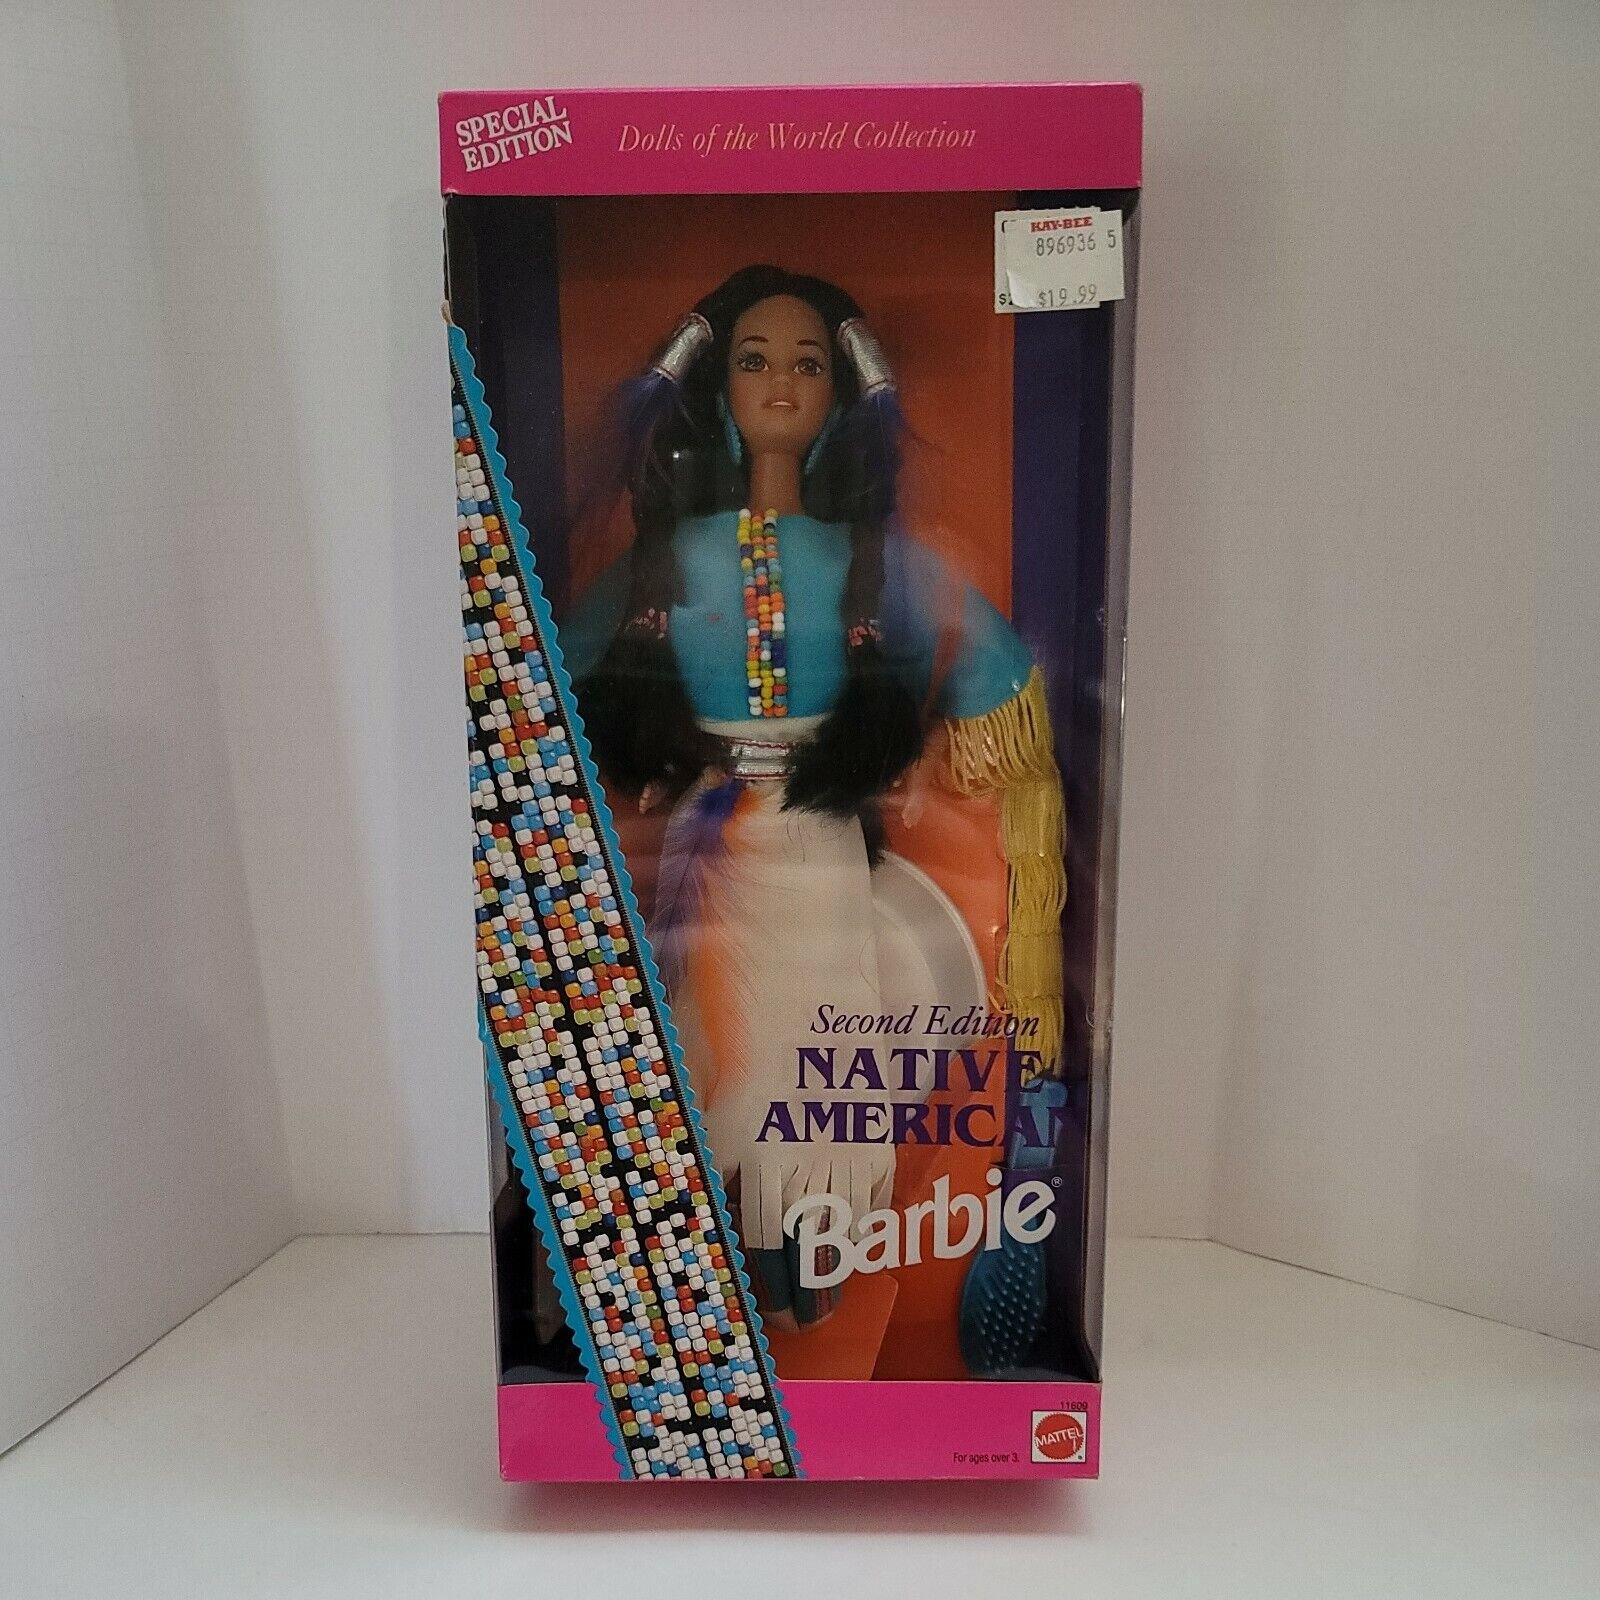 SPECIAL
EDITION
Dolls of the World Collection
KAY-BEE
896936 5
$19.99
Second Edition
NATIVE
AMERICAN
Barbie®
11609
MATTEL
For ages over 3.